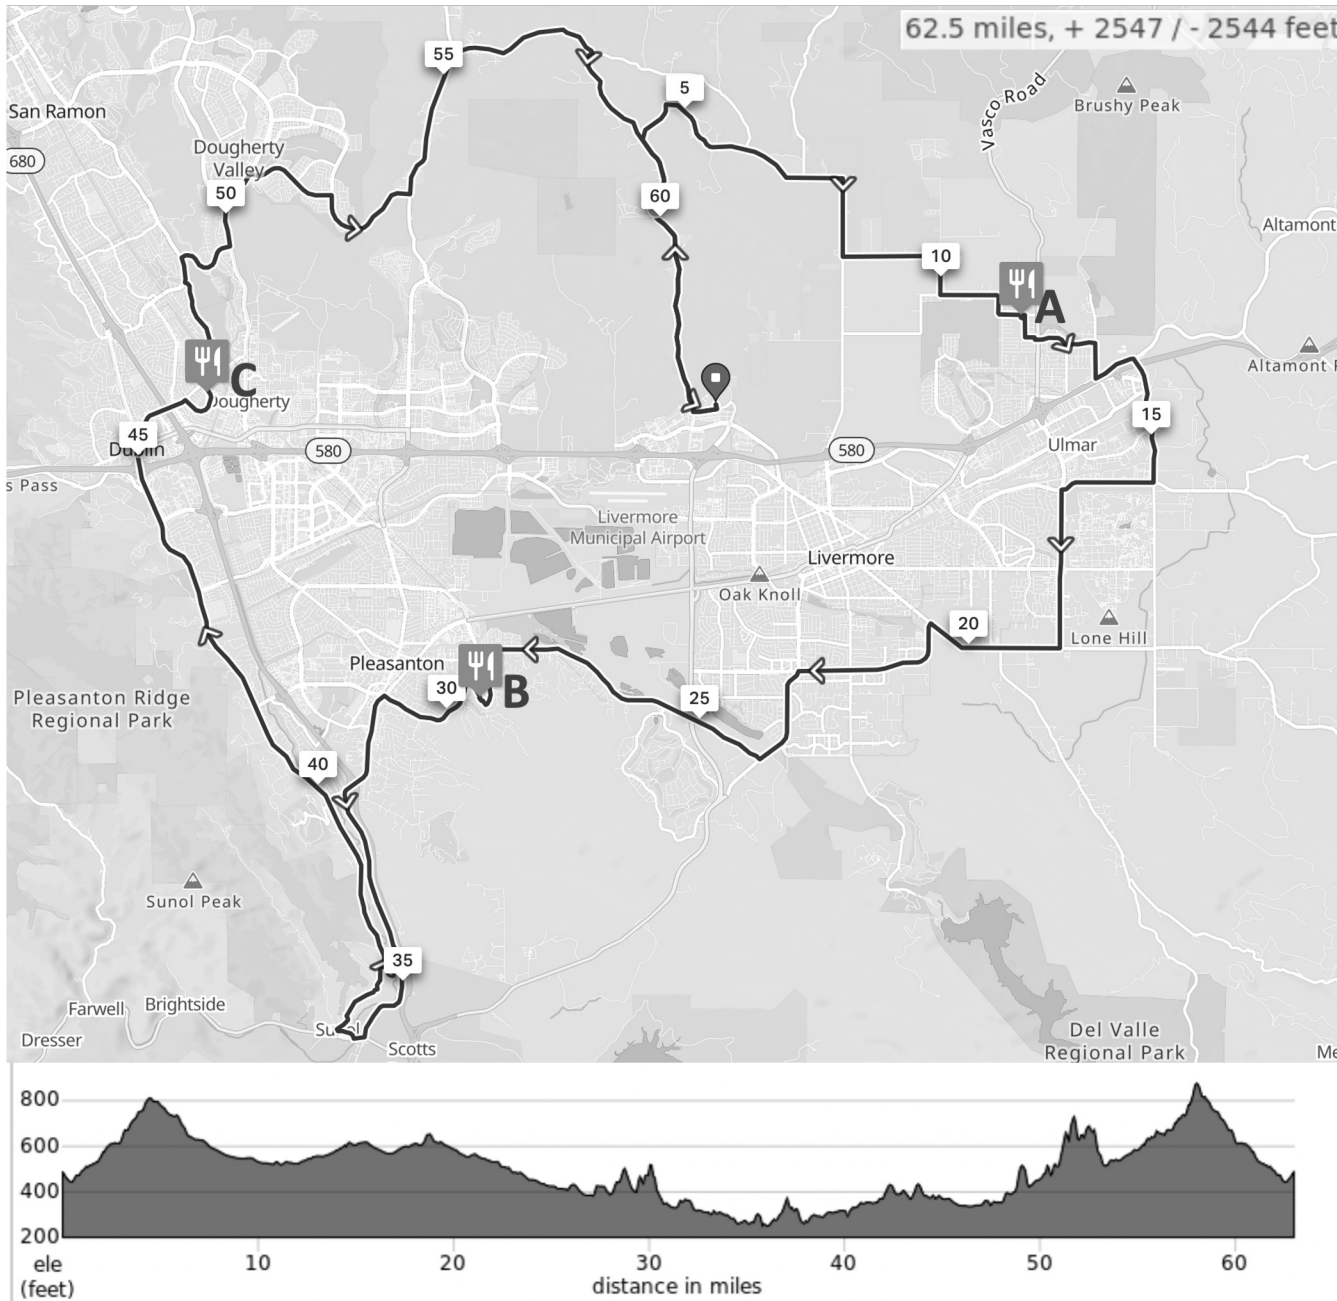 62.5 miles, + 2547 / - 2544 feet
55
5
Vasco Road
Brushy Peak
San Ramon
680
Dougherty
Valley
50
60
Altamont
10
A
Altamont P
C
Dougherty
15
45
Dublin
580
580
Ulmar
s Pass
Livermore
Municipal Airport
Livermore
Oak Knoll
20
Lone Hill
Pleasanton
30
B
25
Pleasanton Ridge
Regional Park
40
Sunol Peak
35
Farwell
Brightside
Sunol
Dresser
Scotts
Del Valle
Regional Park
Me
800
600
400
200
ele
(feet)
10
20
30
40
50
60
distance in miles